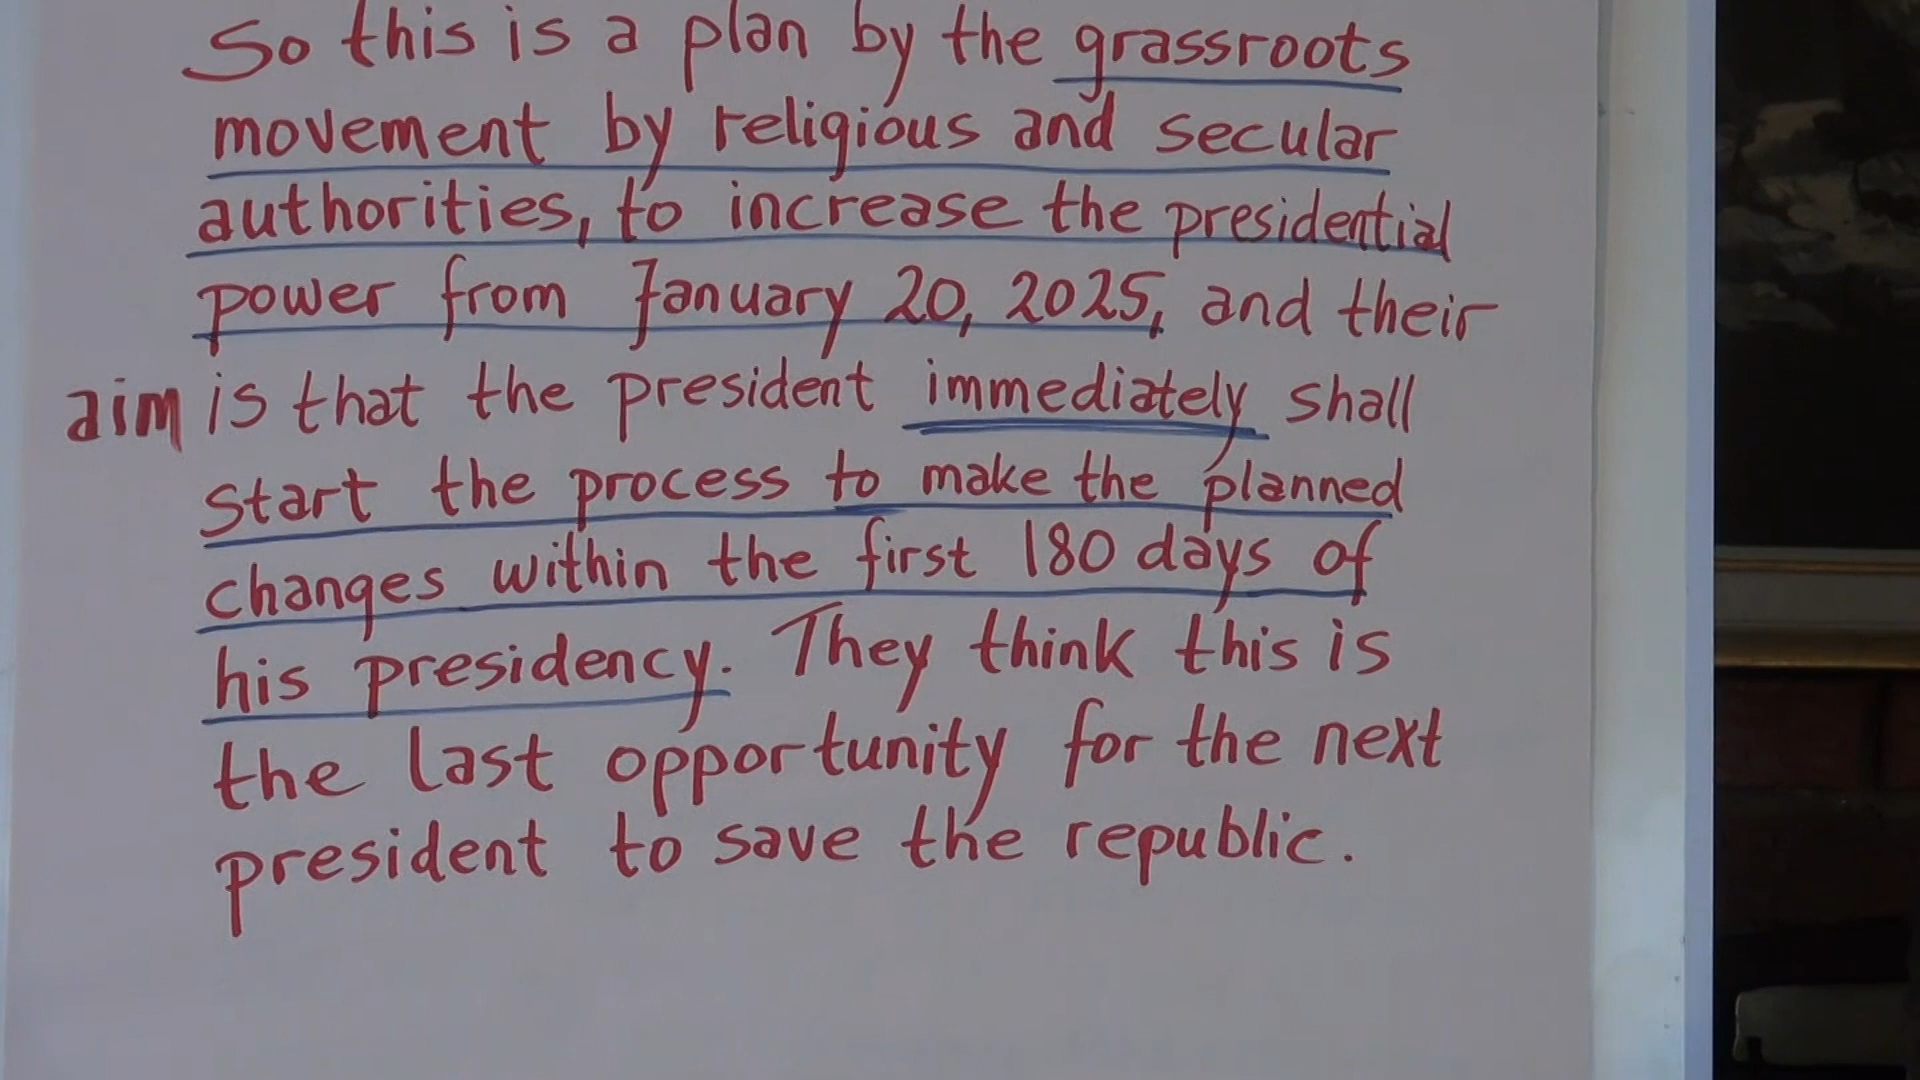 So this is a plan by the grassroots
movement by religious and secular
authorities, to increase the presidential
power from January 20, 2025, and their
aim is that the president immediately shall
start the process to make the planned
changes within the first 180 days of
his presidency. They think this is
the last opportunity for the next
president to save the republic.